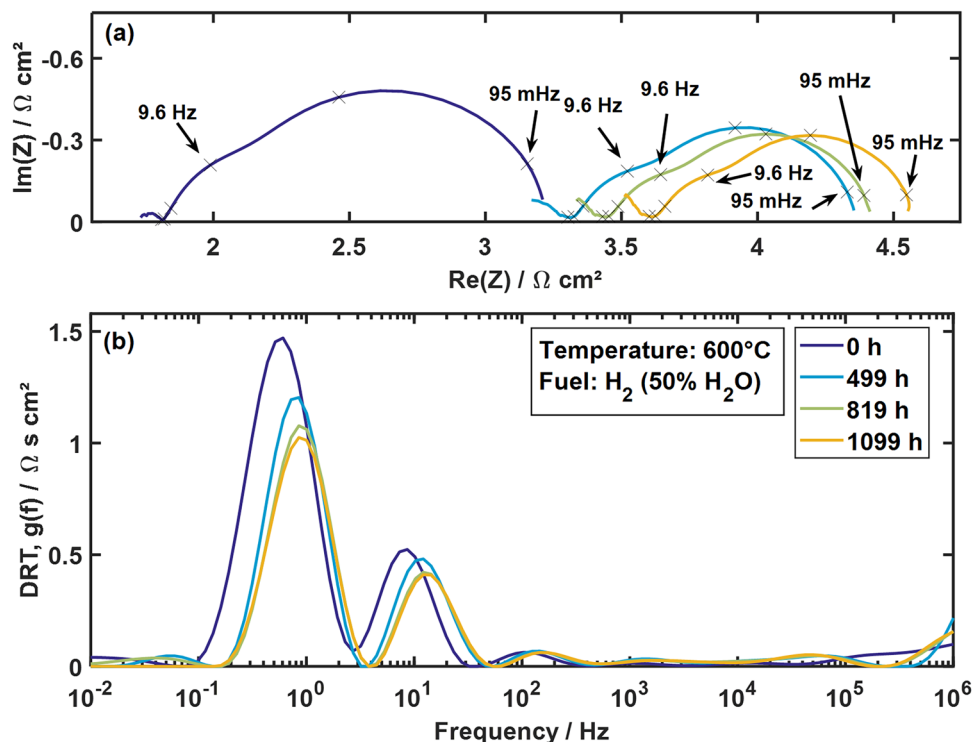 (a)
Im(Z) / Ω cm²
-0.6
-0.3
0
9.6 Hz
95 mHz
9.6 Hz
9.6 Hz
95 mHz
95 mHz
9.6 Hz
95 mHz
2
2.5
3
3.5
4
4.5
Re(Z) / Ω cm²
(b)
DRT, g(f) / Ω s cm²
1.5
1
0.5
0
Temperature: 600°C
Fuel: H₂ (50% H₂O)
0 h
499 h
819 h
1099 h
10⁻²
10⁻¹
10⁰
10¹
10²
10³
10⁴
10⁵
10⁶
Frequency / Hz